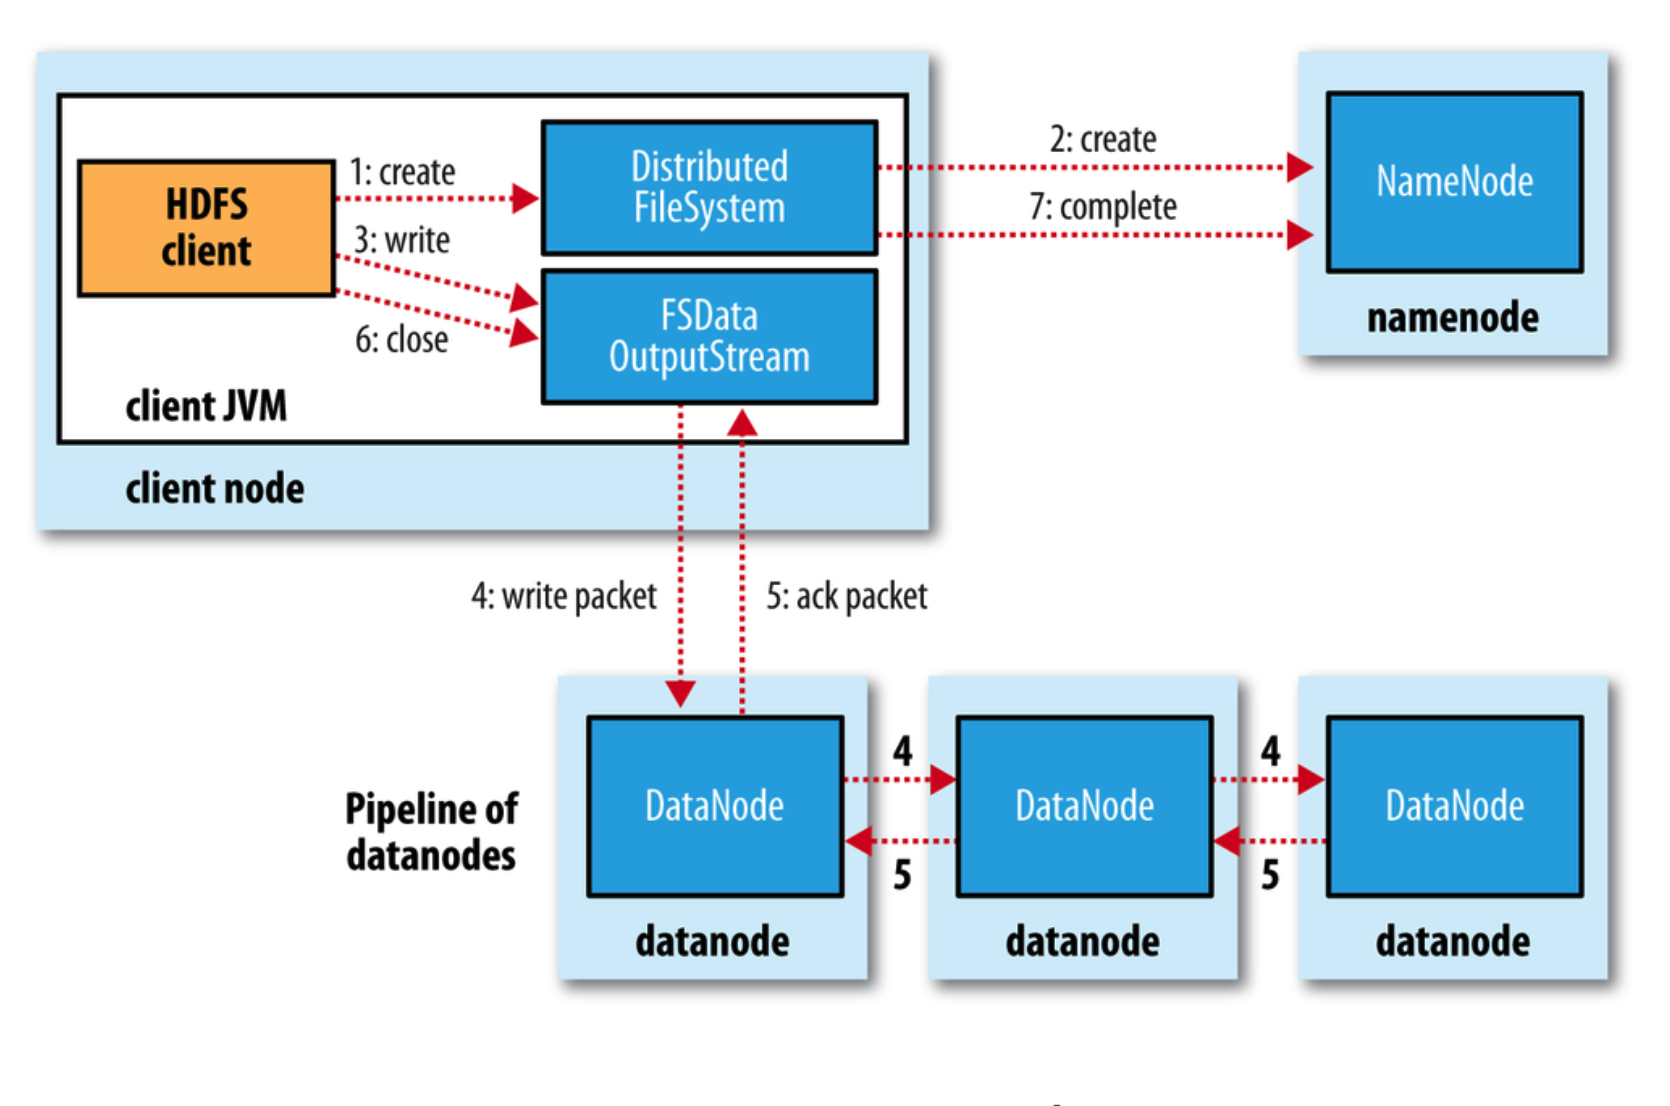 1: create
Distributed
FileSystem
2: create
NameNode
HDFS
client
3: write
7: complete
FSData
OutputStream
6: close
namenode
client JVM
client node
4: write packet
5: ack packet
Pipeline of
datanodes
DataNode
4
DataNode
4
DataNode
5
5
datanode
datanode
datanode